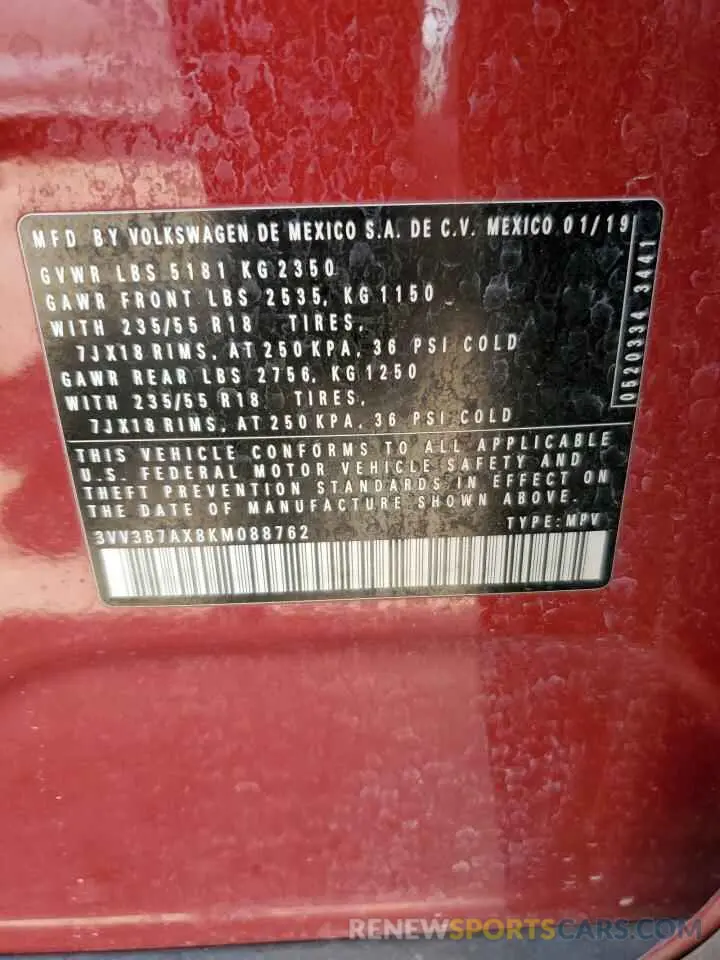 MFD BY VOLKSWAGEN DE MEXICO S.A. DE C.V. MEXICO 01/19
GVWR LBS 5181 KG 2350
GAWR FRONT LBS 2535, KG 1150
WITH 235/55 R18 TIRES,
7JX18 RIMS, AT 250 KPA, 36 PSI COLD
GAWR REAR LBS 2756, KG 1250
WITH 235/55 R18 TIRES,
7JX18 RIMS, AT 250 KPA, 36 PSI COLD
0520334 3441
THIS VEHICLE CONFORMS TO ALL APPLICABLE
U.S. FEDERAL MOTOR VEHICLE SAFETY AND
THEFT PREVENTION STANDARDS IN EFFECT ON
THE DATE OF MANUFACTURE SHOWN ABOVE.
3VV3B7AX8KM088762 TYPE: MPV
RENEWSPORTSCARS.COM